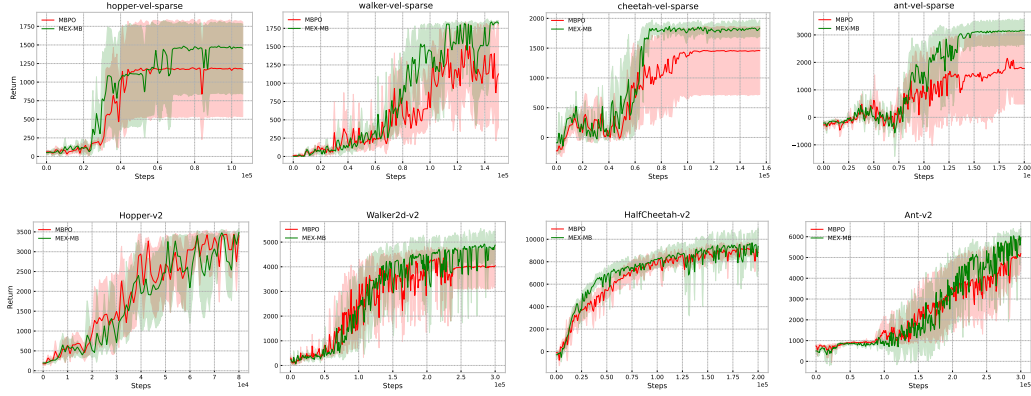 hopper-vel-sparse
MBPO
MEX-MB
1750
1500
1250
1000
750
500
250
0
Return
0.0 0.2 0.4 0.6 0.8 1.0
Steps
1e5
walker-vel-sparse
MBPO
MEX-MB
1750
1500
1250
1000
750
500
250
0
0.0 0.2 0.4 0.6 0.8 1.0 1.2 1.4
Steps
1e5
cheetah-vel-sparse
MBPO
MEX-MB
2000
1500
1000
500
0
0.0 0.2 0.4 0.6 0.8 1.0 1.2 1.4 1.6
Steps
1e5
ant-vel-sparse
MBPO
MEX-MB
3000
2000
1000
0
−1000
0.00 0.25 0.50 0.75 1.00 1.25 1.50 1.75 2.00
Steps
1e5
Hopper-v2
MBPO
MEX-MB
3500
3000
2500
2000
1500
1000
500
0
Return
0 1 2 3 4 5 6 7 8
Steps
1e4
Walker2d-v2
MBPO
MEX-MB
5000
4000
3000
2000
1000
0
0.0 0.5 1.0 1.5 2.0 2.5 3.0
Steps
1e5
HalfCheetah-v2
MBPO
MEX-MB
10000
8000
6000
4000
2000
0
0.00 0.25 0.50 0.75 1.00 1.25 1.50 1.75 2.00
Steps
1e5
Ant-v2
MBPO
MEX-MB
6000
5000
4000
3000
2000
1000
0
0.0 0.5 1.0 1.5 2.0 2.5 3.0
Steps
1e5